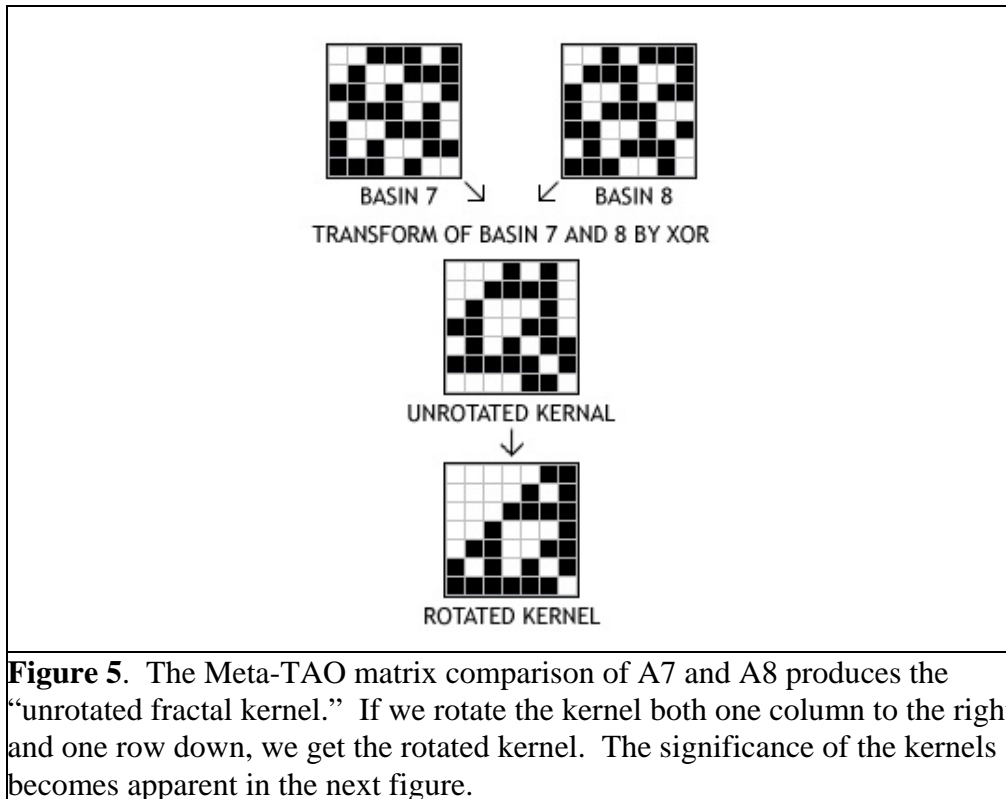 BASIN 7 BASIN 8
TRANSFORM OF BASIN 7 AND 8 BY XOR
UNROTATED KERNAL
ROTATED KERNEL
Figure 5. The Meta-TAO matrix comparison of A7 and A8 produces the
“unrotated fractal kernel.” If we rotate the kernel both one column to the righ
and one row down, we get the rotated kernel. The significance of the kernels
becomes apparent in the next figure.